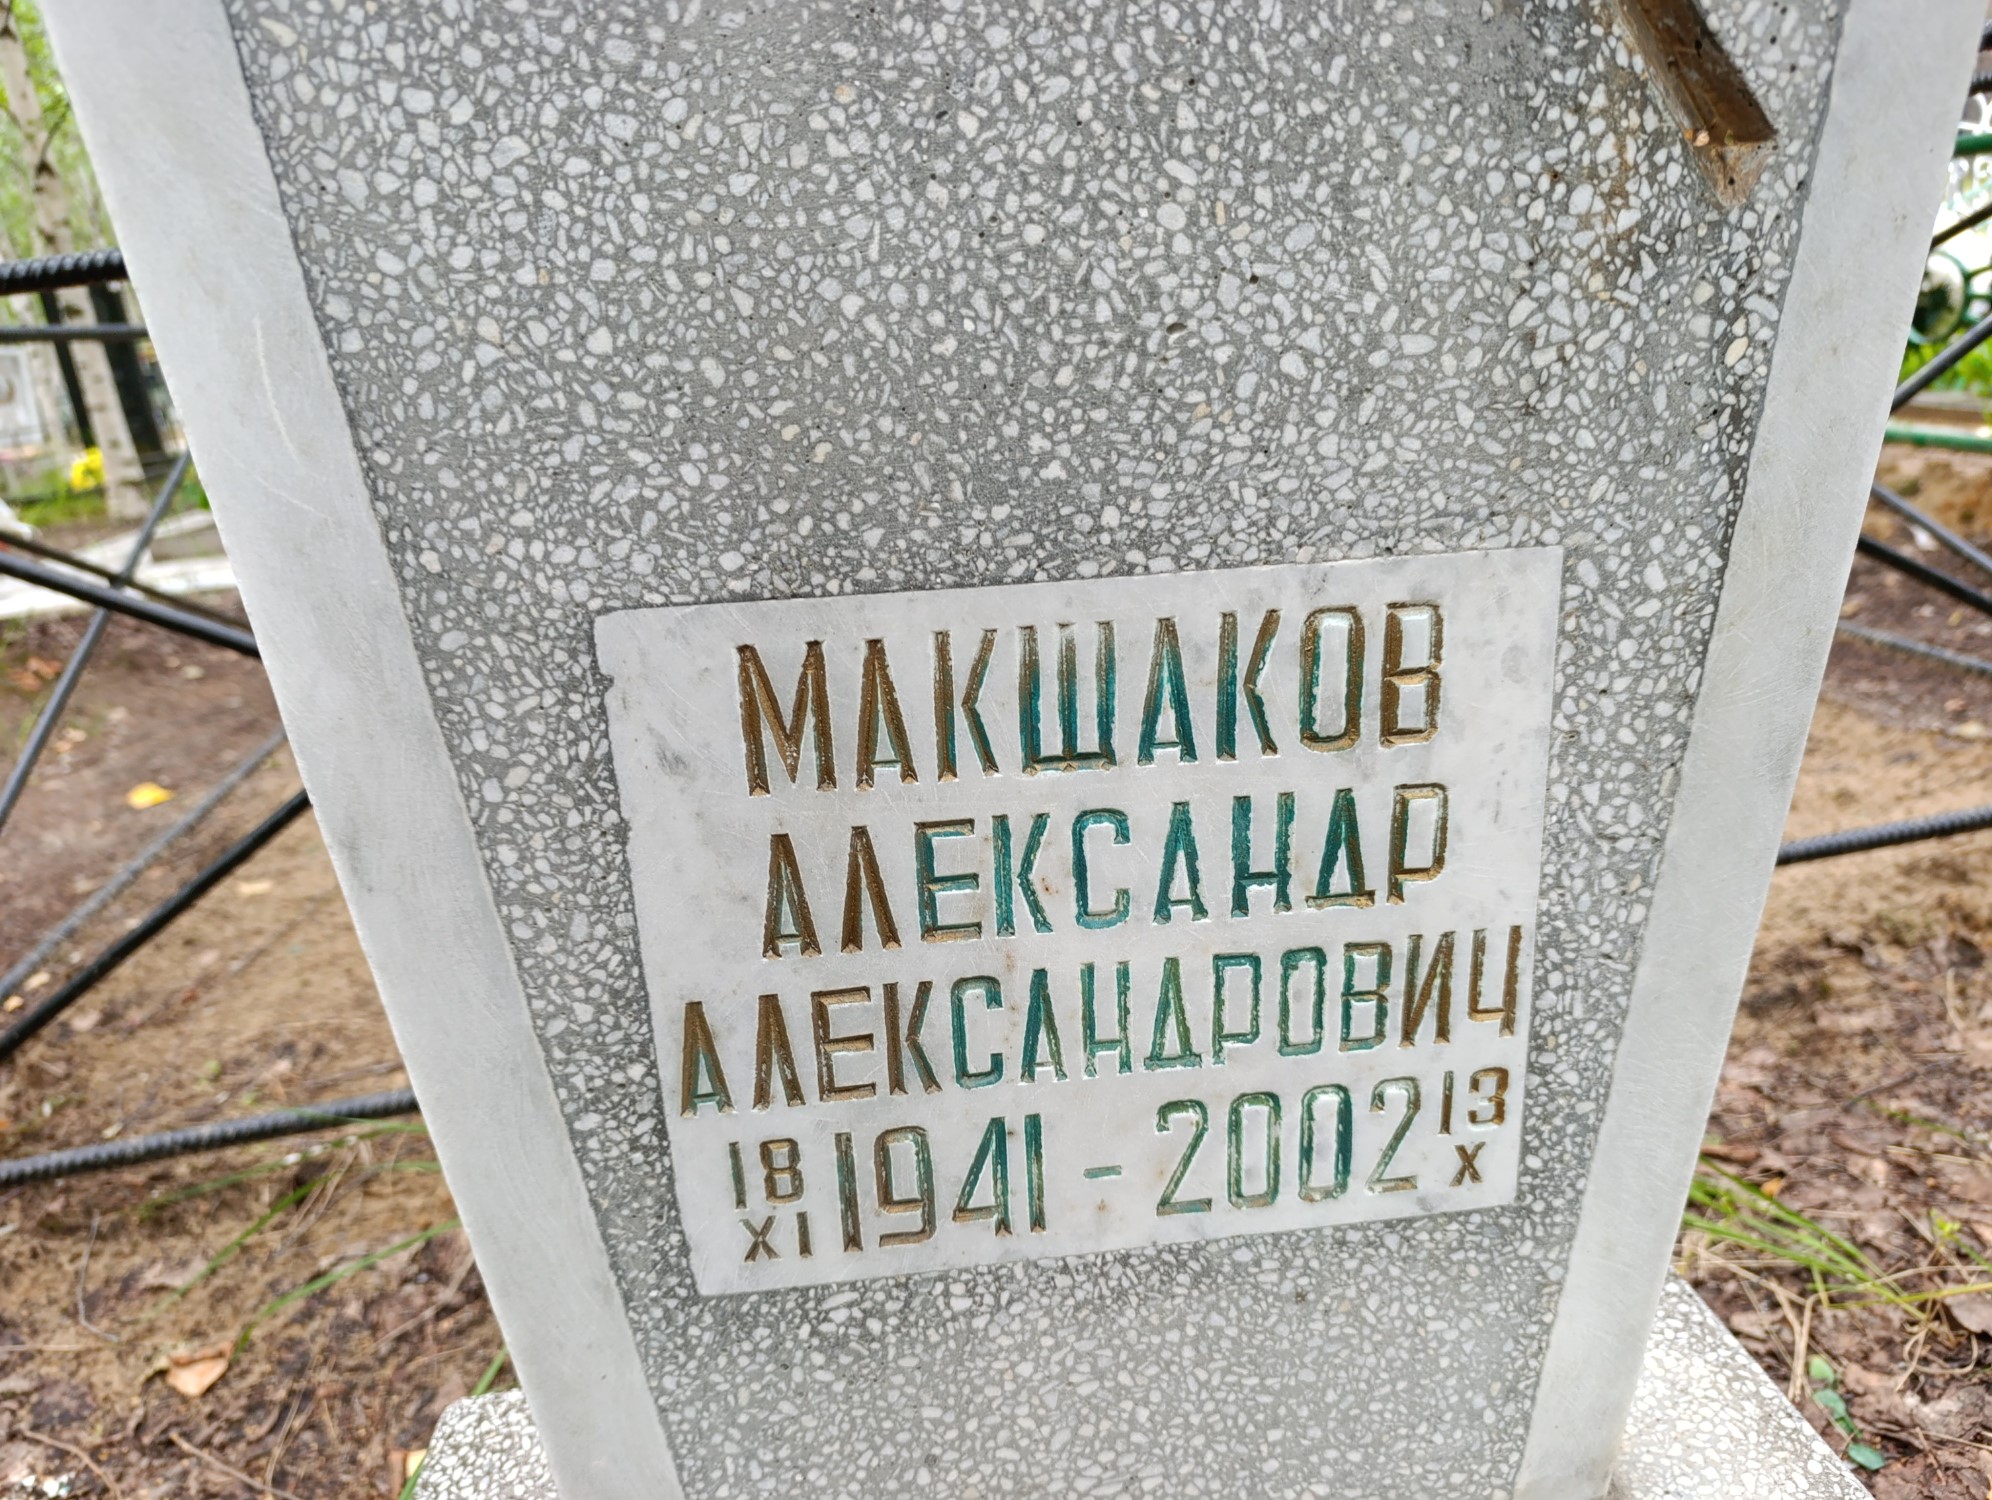 МАКШАКОВ
АЛЕКСАНДР
АЛЕКСАНДРОВИЧ
18 XI 1941 - 2002 13 X